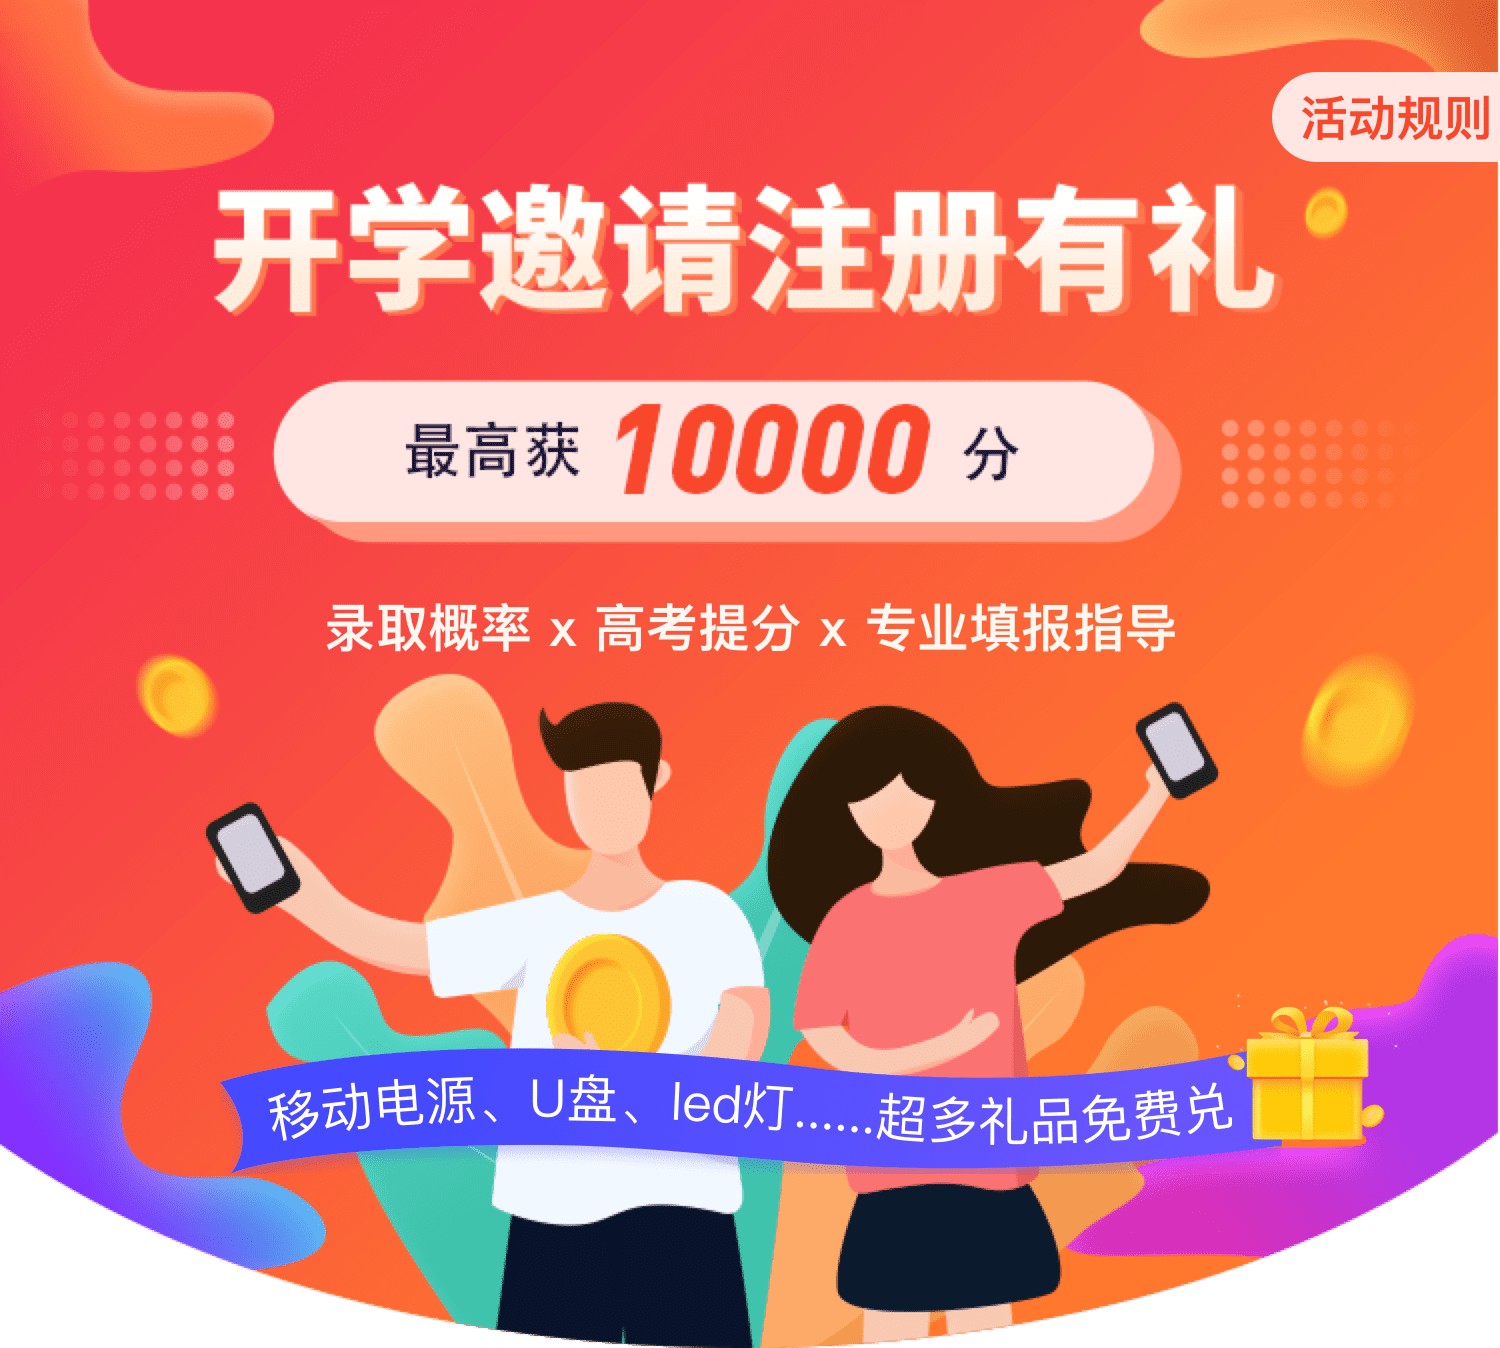 活动规则
开学邀请注册有礼
最高获 10000 分
录取概率 x 高考提分 x 专业填报指导
移动电源、U盘、led灯......超多礼品免费兑